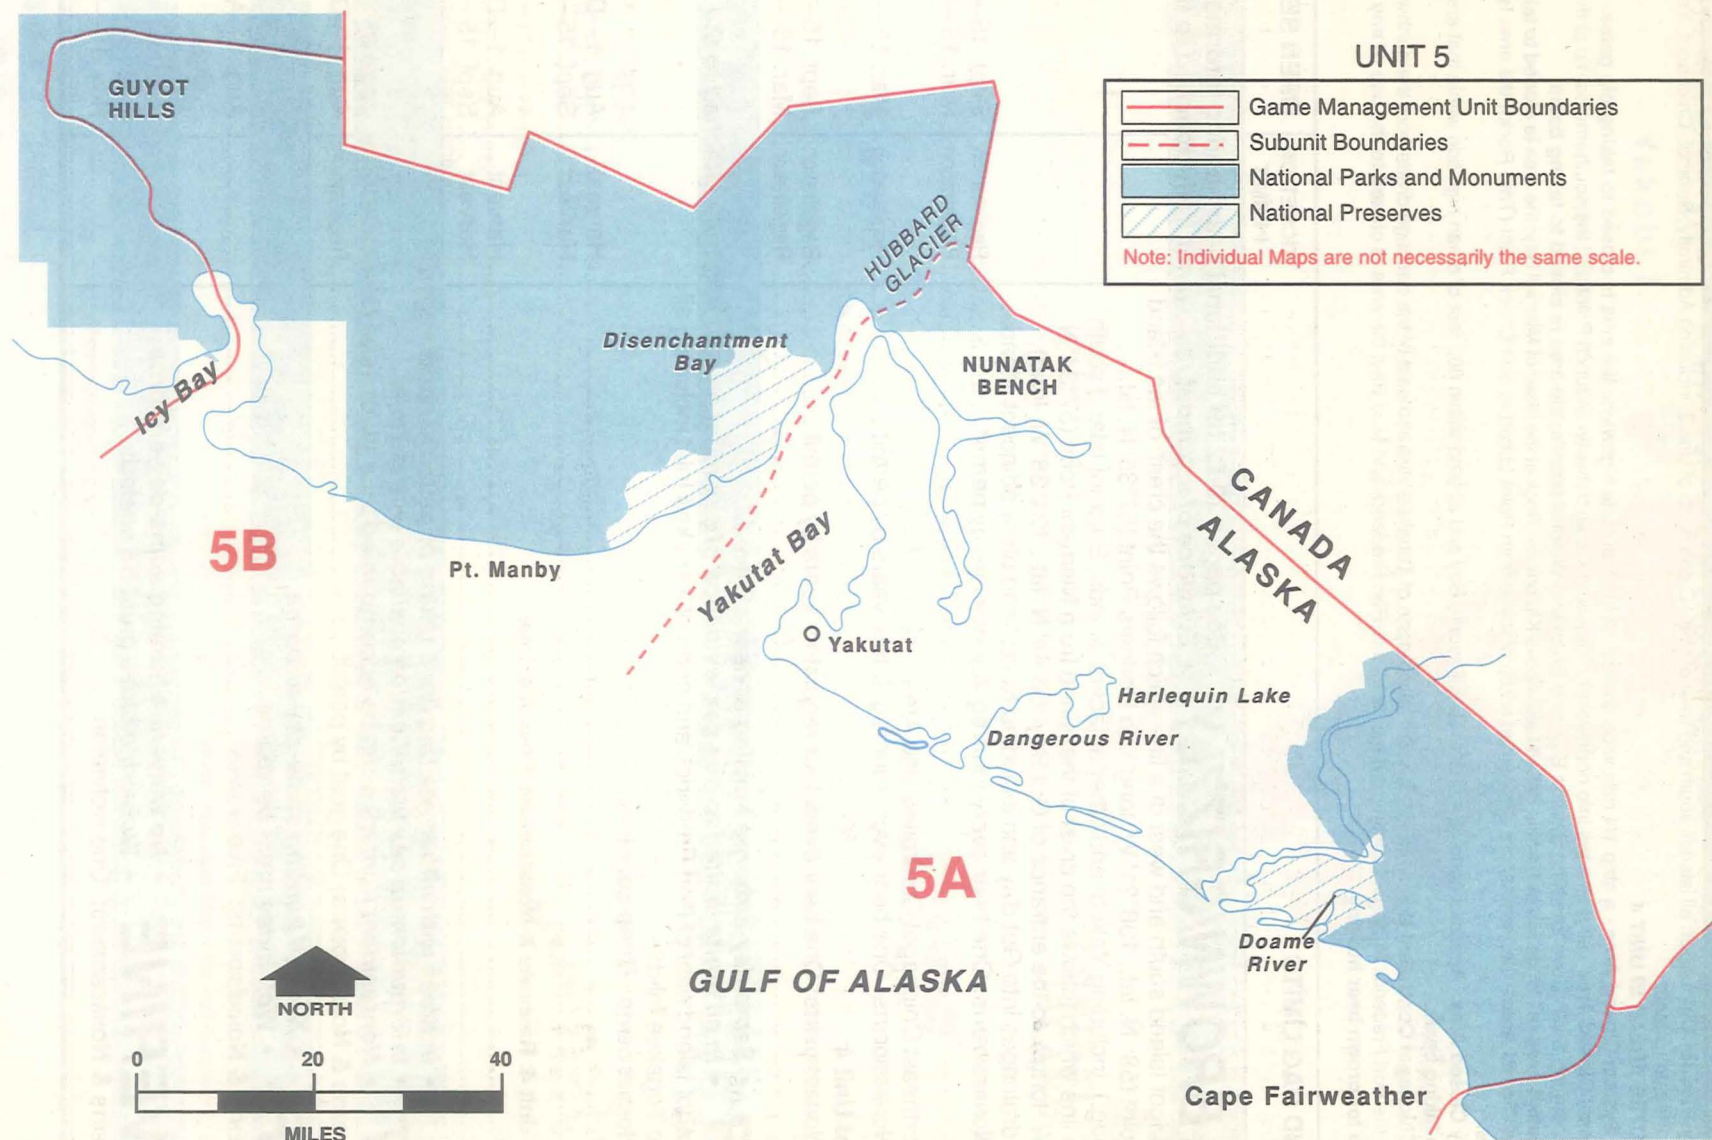 UNIT 5
Game Management Unit Boundaries
Subunit Boundaries
National Parks and Monuments
National Preserves
Note: Individual Maps are not necessarily the same scale.
GUYOT
HILLS
HUBBARD
GLACIER
Disenchantment
Bay
NUNATAK
BENCH
Icy Bay
CANADA
ALASKA
5B
Pt. Manby
Yakutat Bay
Yakutat
Harlequin Lake
Dangerous River
5A
Doame
River
GULF OF ALASKA
NORTH
0 20 40
MILES
Cape Fairweather